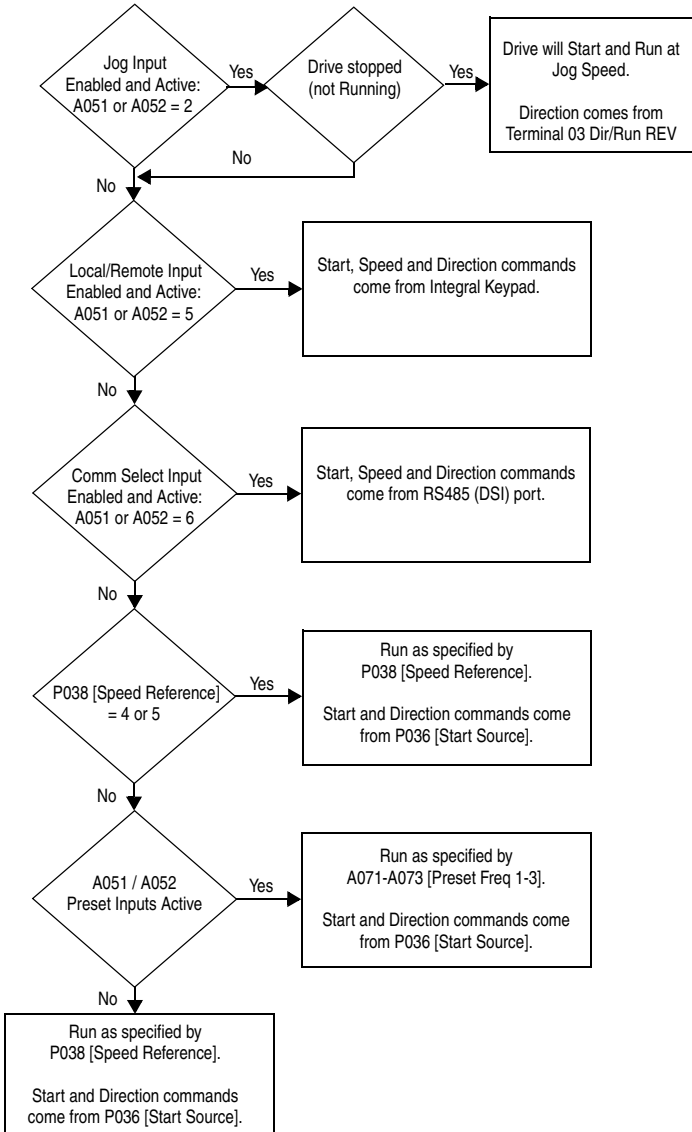 Jog Input
Enabled and Active:
A051 or A052 = 2
Yes
Drive stopped
(not Running)
Yes
Drive will Start and Run at
Jog Speed.
Direction comes from
Terminal 03 Dir/Run REV
No
No
Local/Remote Input
Enabled and Active:
A051 or A052 = 5
Yes
Start, Speed and Direction commands
come from Integral Keypad.
No
Comm Select Input
Enabled and Active:
A051 or A052 = 6
Yes
Start, Speed and Direction commands
come from RS485 (DSI) port.
No
P038 [Speed Reference]
= 4 or 5
Yes
Run as specified by
P038 [Speed Reference].
Start and Direction commands come
from P036 [Start Source].
No
A051 / A052
Preset Inputs Active
Yes
Run as specified by
A071-A073 [Preset Freq 1-3].
Start and Direction commands come
from P036 [Start Source].
No
Run as specified by
P038 [Speed Reference].
Start and Direction commands
come from P036 [Start Source].